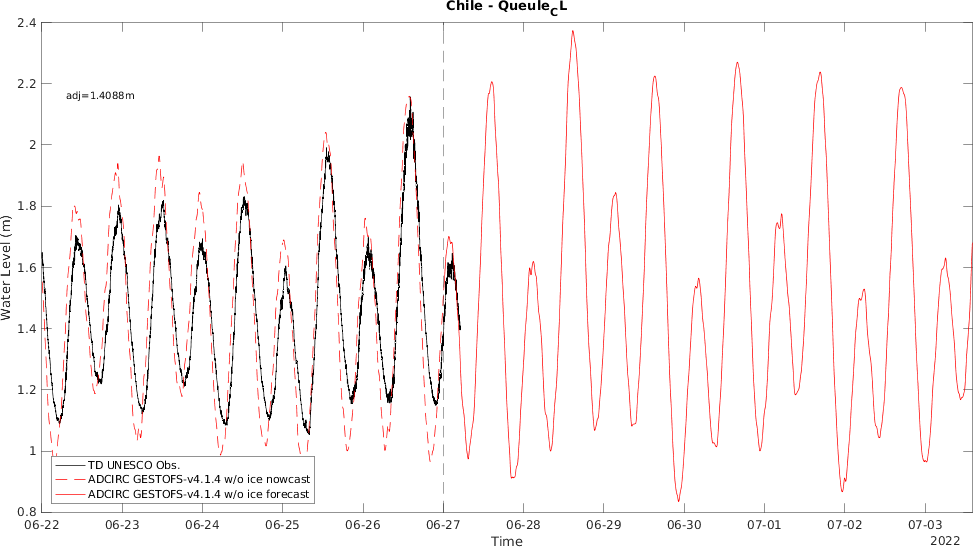 Chile - Queule_CL
2.4
2.2
2
1.8
1.6
1.4
1.2
1
0.8
Water Level (m)
adj=1.4088m
TD UNESCO Obs.
ADCIRC GESTOFS-v4.1.4 w/o ice nowcast
ADCIRC GESTOFS-v4.1.4 w/o ice forecast
06-22 06-23 06-24 06-25 06-26 06-27 06-28 06-29 06-30 07-01 07-02 07-03
Time
2022